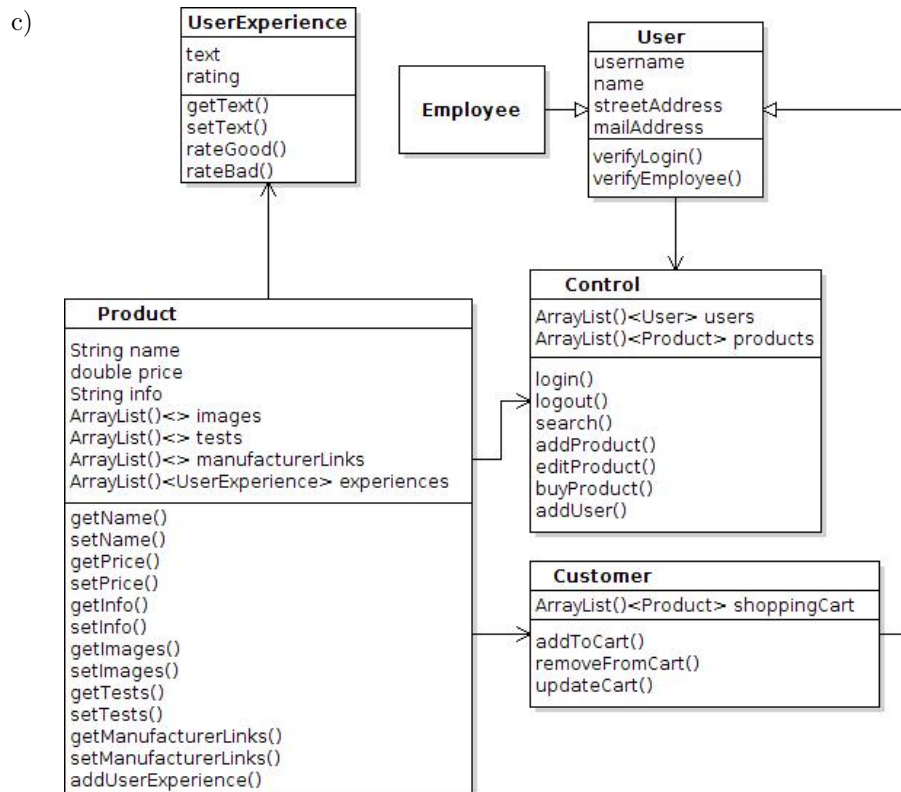 c)
UserExperience
text
rating
getText()
setText()
rateGood()
rateBad()
Employee
User
username
name
streetAddress
mailAddress
verifyLogin()
verifyEmployee()
Product
String name
double price
String info
ArrayList()<> images
ArrayList()<> tests
ArrayList()<> manufacturerLinks
ArrayList()<UserExperience> experiences
getName()
setName()
getPrice()
setPrice()
getInfo()
setInfo()
getImages()
setImages()
getTests()
setTests()
getManufacturerLinks()
setManufacturerLinks()
addUserExperience()
Control
ArrayList()<User> users
ArrayList()<Product> products
login()
logout()
search()
addProduct()
editProduct()
buyProduct()
addUser()
Customer
ArrayList()<Product> shoppingCart
addToCart()
removeFromCart()
updateCart()